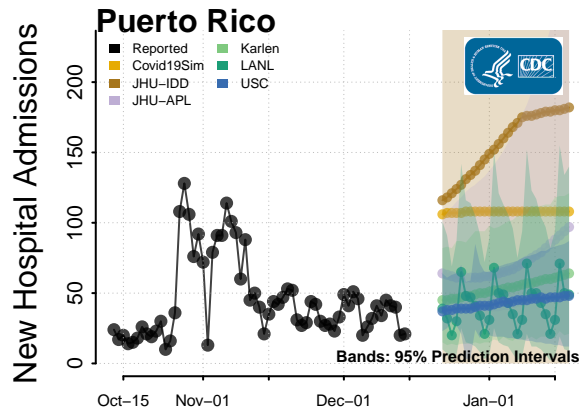 Puerto Rico
New Hospital Admissions
Reported
Covid19Sim
JHU–IDD
JHU–APL
Karlen
LANL
USC
CDC
200
150
100
50
0
Bands: 95% Prediction Intervals
Oct–15
Nov–01
Dec–01
Jan–01